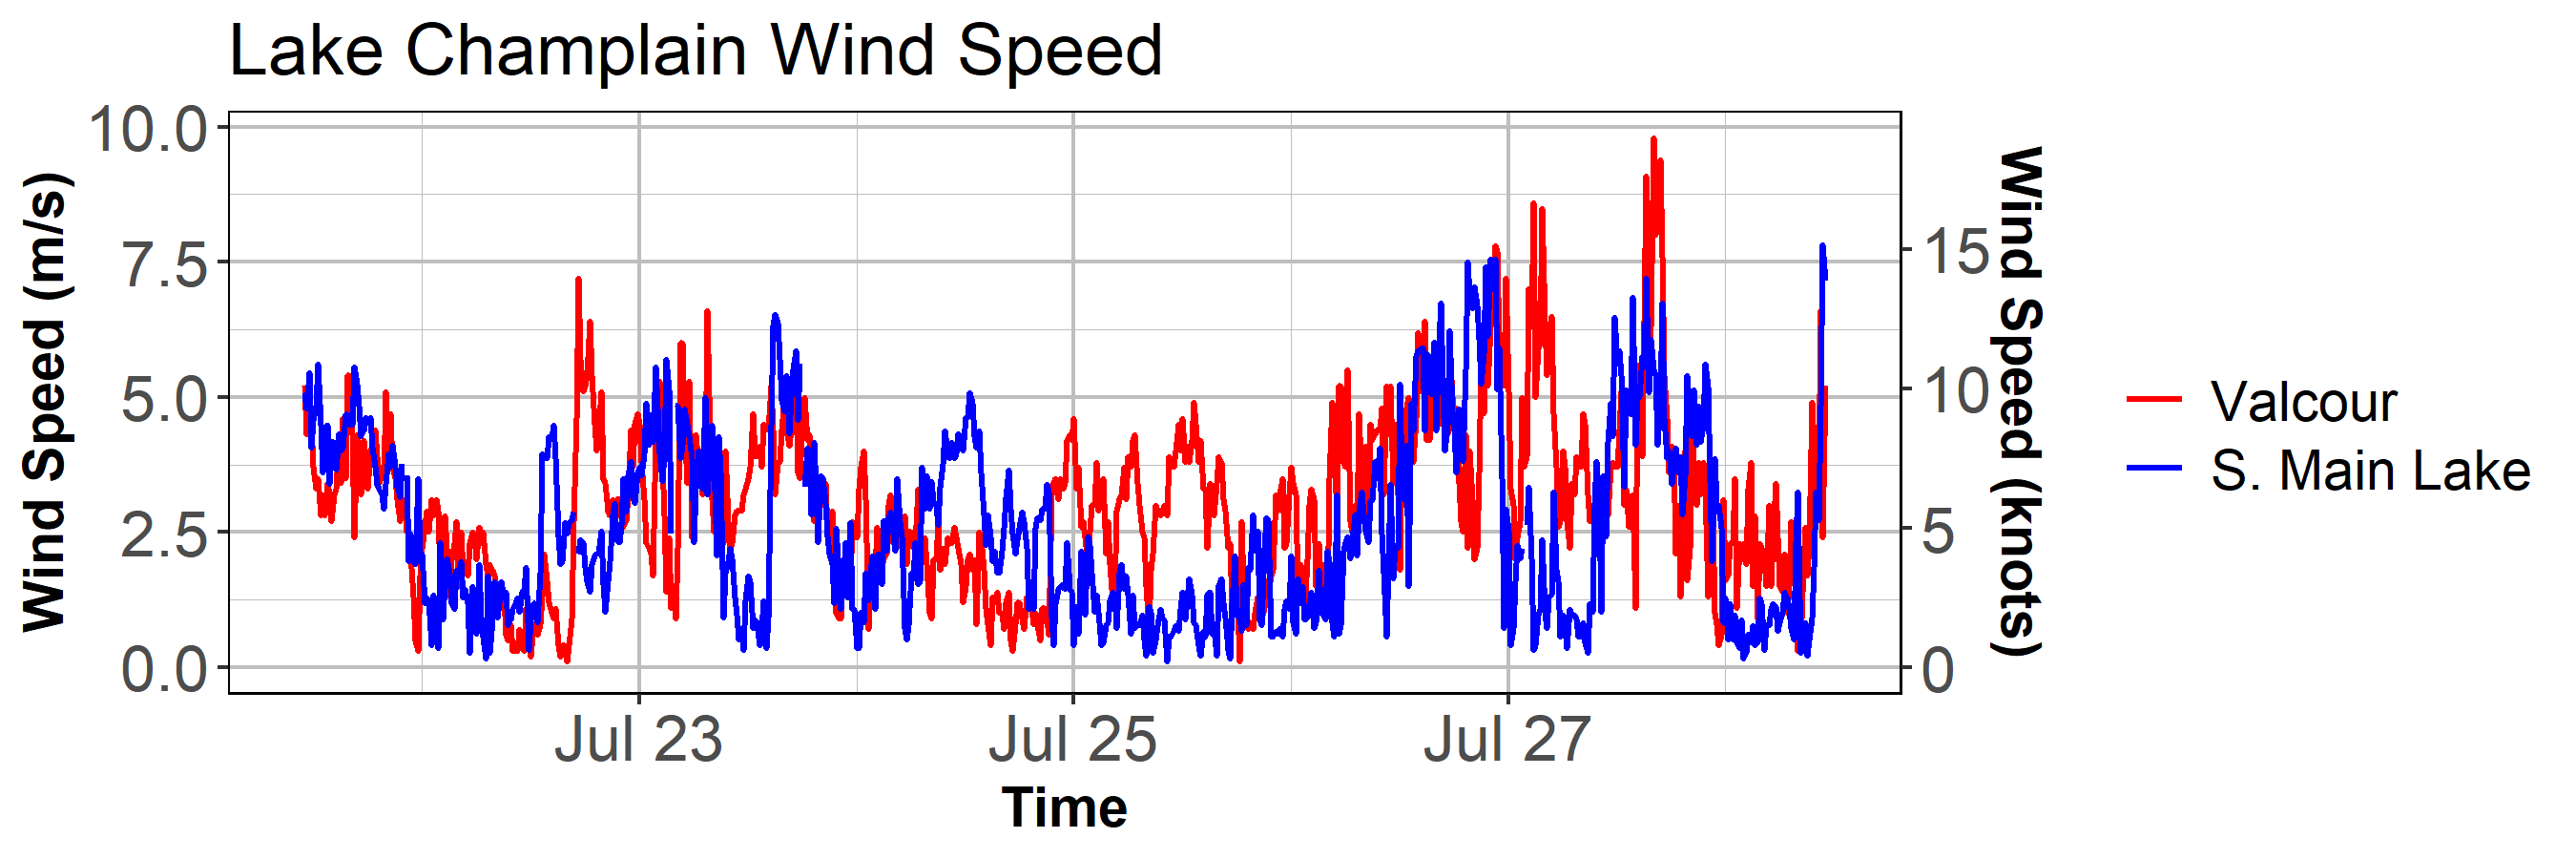 Lake Champlain Wind Speed
Wind Speed (m/s)
10.0
7.5
5.0
2.5
0.0
Jul 23
Jul 25
Jul 27
Time
15
10
5
0
Wind Speed (knots)
Valcour
S. Main Lake